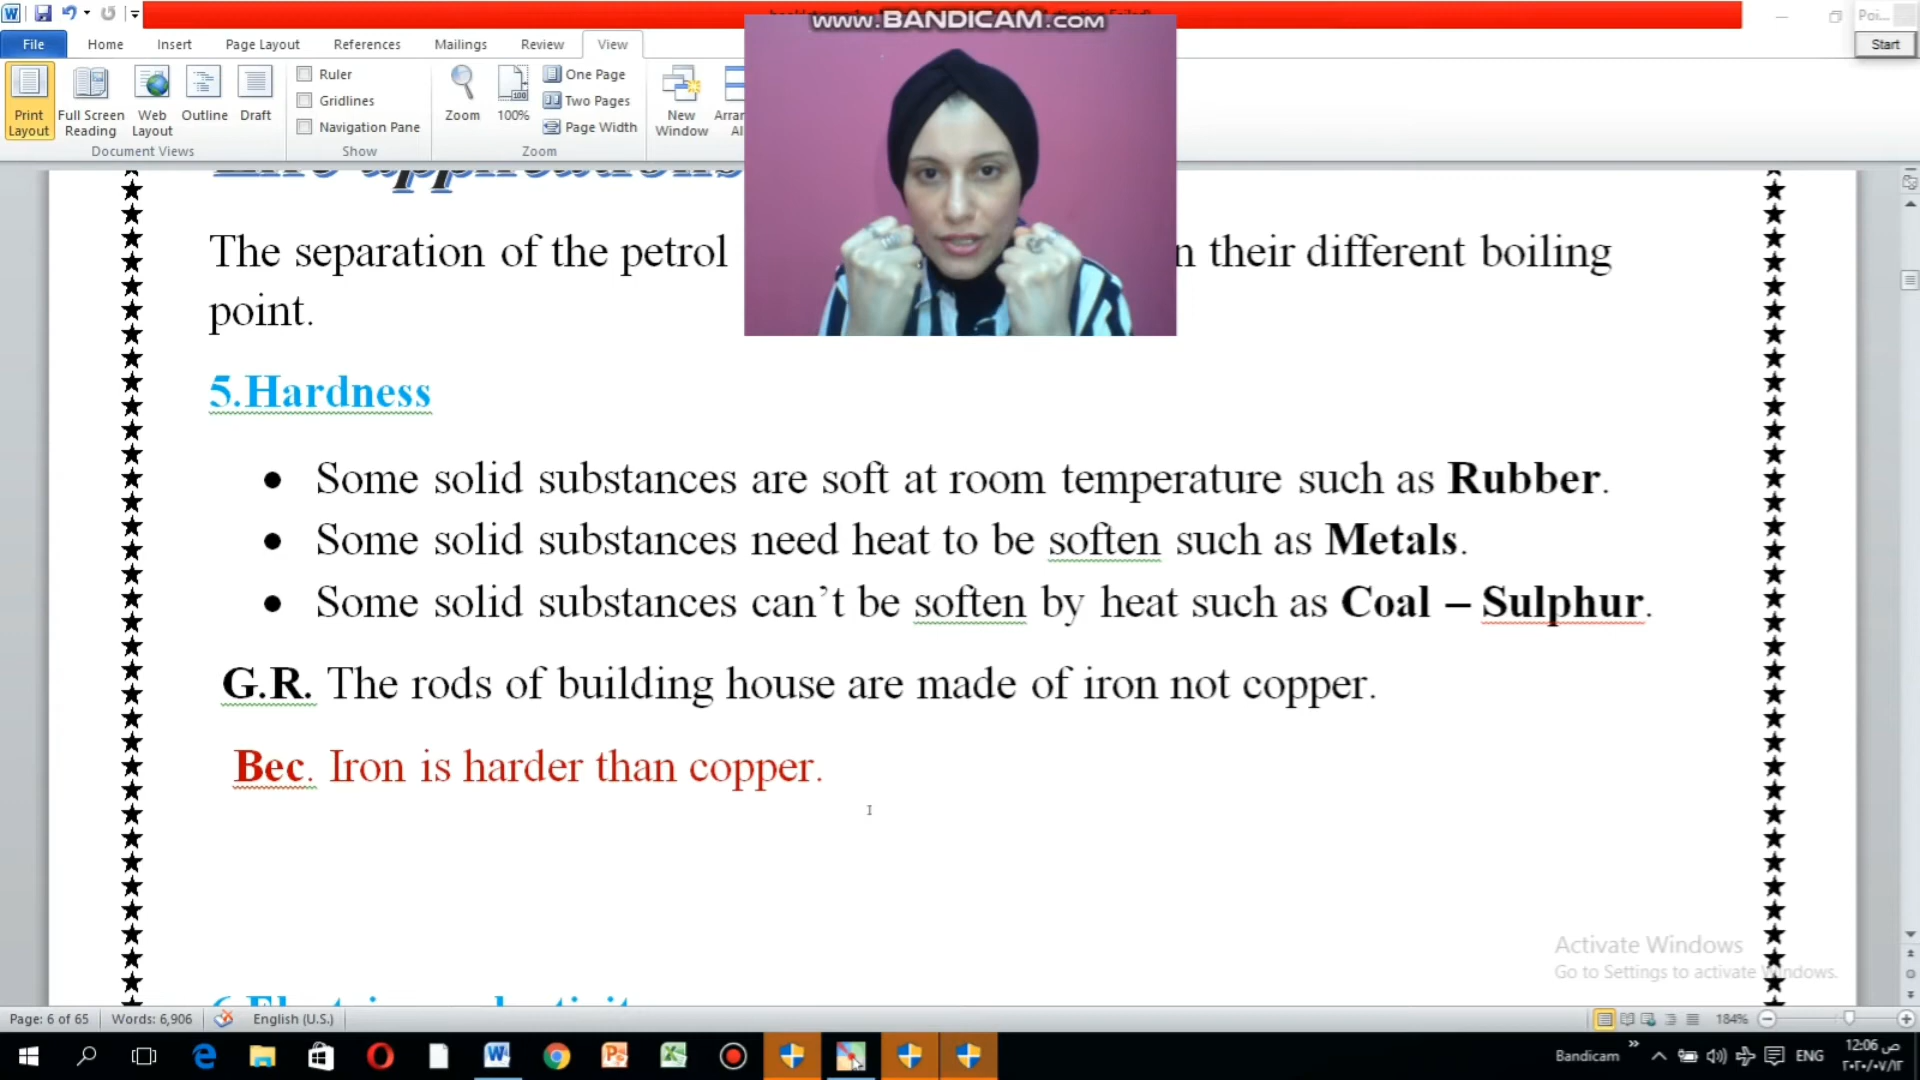 www.BANDICAM.com
Poi...
File Home Insert Page Layout References Mailings Review View
Start
Print Layout
Full Screen Reading
Web Layout
Outline
Draft
Document Views
Ruler
Gridlines
Navigation Pane
Show
Zoom
100%
One Page
Two Pages
Page Width
Zoom
New Window
The separation of the petrol
n their different boiling
point.
5.Hardness
• Some solid substances are soft at room temperature such as Rubber.
• Some solid substances need heat to be soften such as Metals.
• Some solid substances can’t be soften by heat such as Coal – Sulphur.
G.R. The rods of building house are made of iron not copper.
Bec. Iron is harder than copper.
Activate Windows
Go to Settings to activate Windows.
Page: 6 of 65 Words: 6,906 English (U.S.) 184%
Bandicam » ENG 12:06 ص
٢٠٢٠/٠٧/١٢